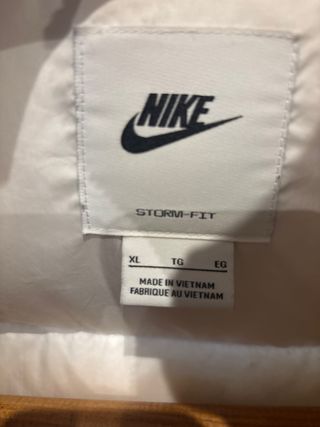 NIKE
STORM-FIT
XL TG EG
MADE IN VIETNAM
FABRIQUE AU VIETNAM